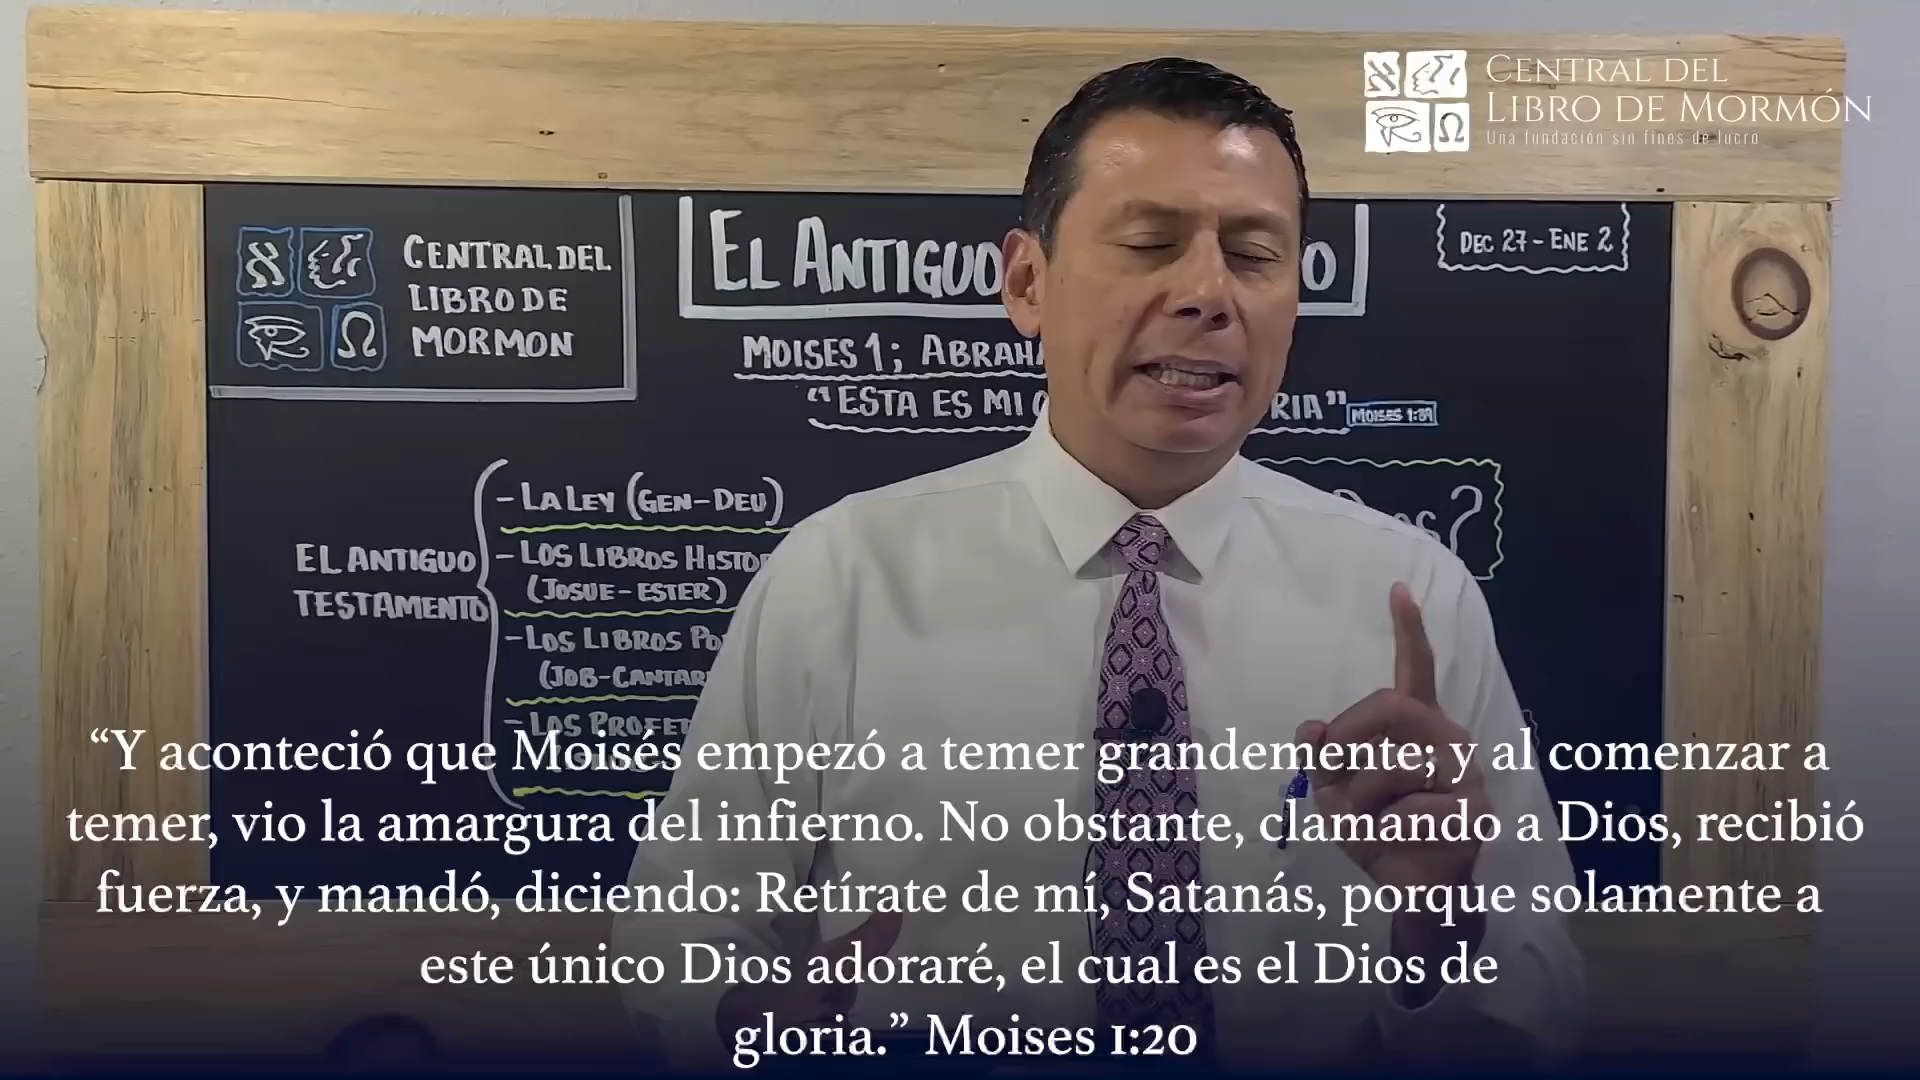 CENTRAL DEL
LIBRO DE MORMÓN
Una fundación sin fines de lucro
CENTRAL DEL
LIBRO DE
MORMON
EL ANTIGUO
DEC 27 - ENE 2
MOISES 1; ABRAHA
"ESTA ES MI
RIA" MOISES 1:39
EL ANTIGUO
TESTAMENTO
- LA LEY (GEN-DEU)
- LOS LIBROS HISTO
(JOSUE - ESTER)
- LOS LIBROS PO
(JOB-CANTAR
- LOS PROFET
“Y aconteció que Moisés empezó a temer grandemente; y al comenzar a
temer, vio la amargura del infierno. No obstante, clamando a Dios, recibió
fuerza, y mandó, diciendo: Retírate de mí, Satanás, porque solamente a
este único Dios adoraré, el cual es el Dios de
gloria.” Moises 1:20